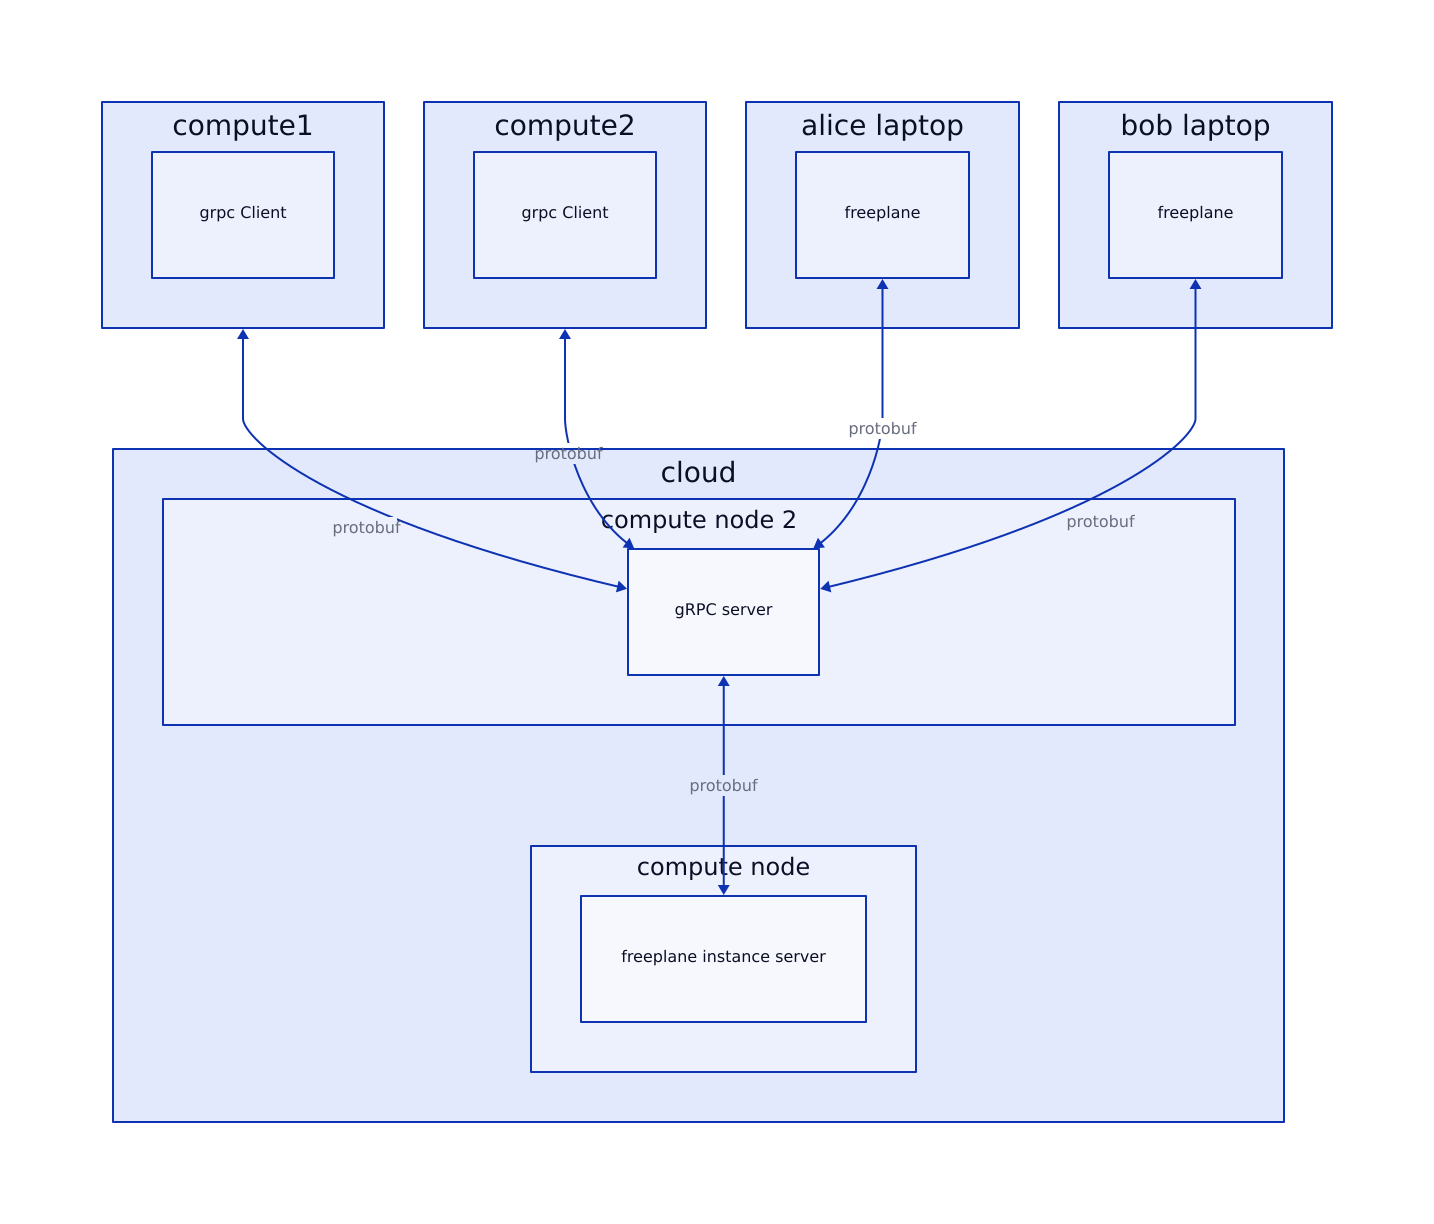 compute1
grpc Client
compute2
grpc Client
alice laptop
freeplane
bob laptop
freeplane
protobuf
protobuf
protobuf
protobuf
cloud
compute node 2
gRPC server
protobuf
compute node
freeplane instance server